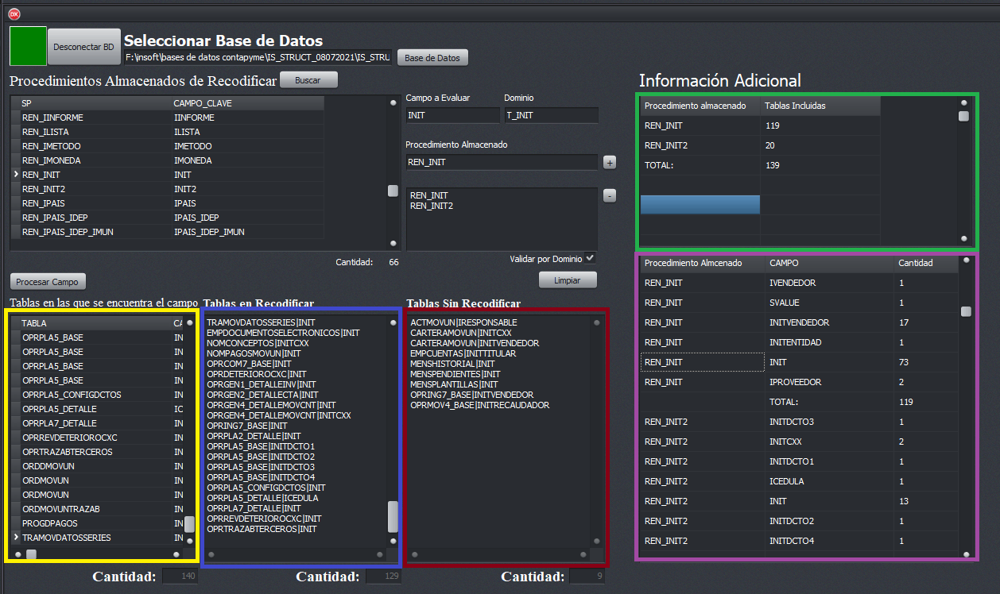 DX
Desconectar BD
Seleccionar Base de Datos
F:\insoft\bases de datos contapyme\IS_STRUCT_08072021\IS_STRU
Base de Datos
Procedimientos Almacenados de Recodificar
Buscar
SP CAMPO_CLAVE
REN_IINFORME IINFORME
REN_ILISTA ILISTA
REN_IMETODO IMETODO
REN_IMONEDA IMONEDA
REN_INIT INIT
REN_INIT2 INIT2
REN_IPAIS IPAIS
REN_IPAIS_IDEP IPAIS_IDEP
REN_IPAIS_IDEP_IMUN IPAIS_IDEP_IMUN
Cantidad: 66
Campo a Evaluar Dominio
INIT T_INIT
Procedimiento Almacenado
REN_INIT +
REN_INIT -
REN_INIT2
Validar por Dominio
Limpiar
Procesar Campo
Tablas en las que se encuentra el campo
TABLA CA
OPRPLA5_BASE IN
OPRPLA5_BASE IN
OPRPLA5_BASE IN
OPRPLA5_BASE IN
OPRPLA5_CONFIGDCTOS IN
OPRPLA5_DETALLE IC
OPRPLA7_DETALLE IN
OPRREVDETERIOROCXC IN
OPRTRAZABTERCEROS IN
ORDDMOVUN IN
ORDMOVUN IN
ORDMOVUN IN
ORDMOVUNTRAZAB IN
PROGDPAGOS IN
TRAMOVDATOSSERIES IN
Cantidad: 140
Tablas en Recodificar
TRAMOVDATOSSERIES|INIT
EMPDOCUMENTOSELECTRONICOS|INIT
NOMCONCEPTOS|INITCXX
NOMPAGOSMOVUN|INIT
OPRCOM7_BASE|INIT
OPRDETERIOROCXC|INIT
OPRGEN1_DETALLEINV|INIT
OPRGEN2_DETALLECTA|INIT
OPRGEN4_DETALLEMOVCNT|INIT
OPRGEN4_DETALLEMOVCNT|INITCXX
OPRING7_BASE|INIT
OPRPLA2_DETALLE|INIT
OPRPLA5_BASE|INITDCTO1
OPRPLA5_BASE|INITDCTO2
OPRPLA5_BASE|INITDCTO3
OPRPLA5_BASE|INITDCTO4
OPRPLA5_CONFIGDCTOS|INIT
OPRPLA5_DETALLE|ICEDULA
OPRPLA7_DETALLE|INIT
OPRREVDETERIOROCXC|INIT
OPRTRAZABTERCEROS|INIT
Cantidad: 129
Tablas Sin Recodificar
ACTMOVUN|IRESPONSABLE
CARTERAMOVUN|INITCXX
CARTERAMOVUN|INITVENDEDOR
EMPCUENTAS|INITTITULAR
MENSHISTORIAL|INIT
MENSPENDIENTES|INIT
MENSPLANTILLAS|INIT
OPRING7_BASE|INITVENDEDOR
OPRMOV4_BASE|INITRECAUDADOR
Cantidad: 9
Información Adicional
Procedimiento almacenado Tablas Incluidas
REN_INIT 119
REN_INIT2 20
TOTAL: 139
Procedimiento Almcenado CAMPO Cantidad
REN_INIT IVENDEDOR 1
REN_INIT SVALUE 1
REN_INIT INITVENDEDOR 17
REN_INIT INITENTIDAD 1
REN_INIT INIT 73
REN_INIT IPROVEEDOR 2
TOTAL: 119
REN_INIT2 INITDCTO3 1
REN_INIT2 INITCXX 2
REN_INIT2 INITDCTO1 1
REN_INIT2 ICEDULA 1
REN_INIT2 INIT 13
REN_INIT2 INITDCTO2 1
REN_INIT2 INITDCTO4 1